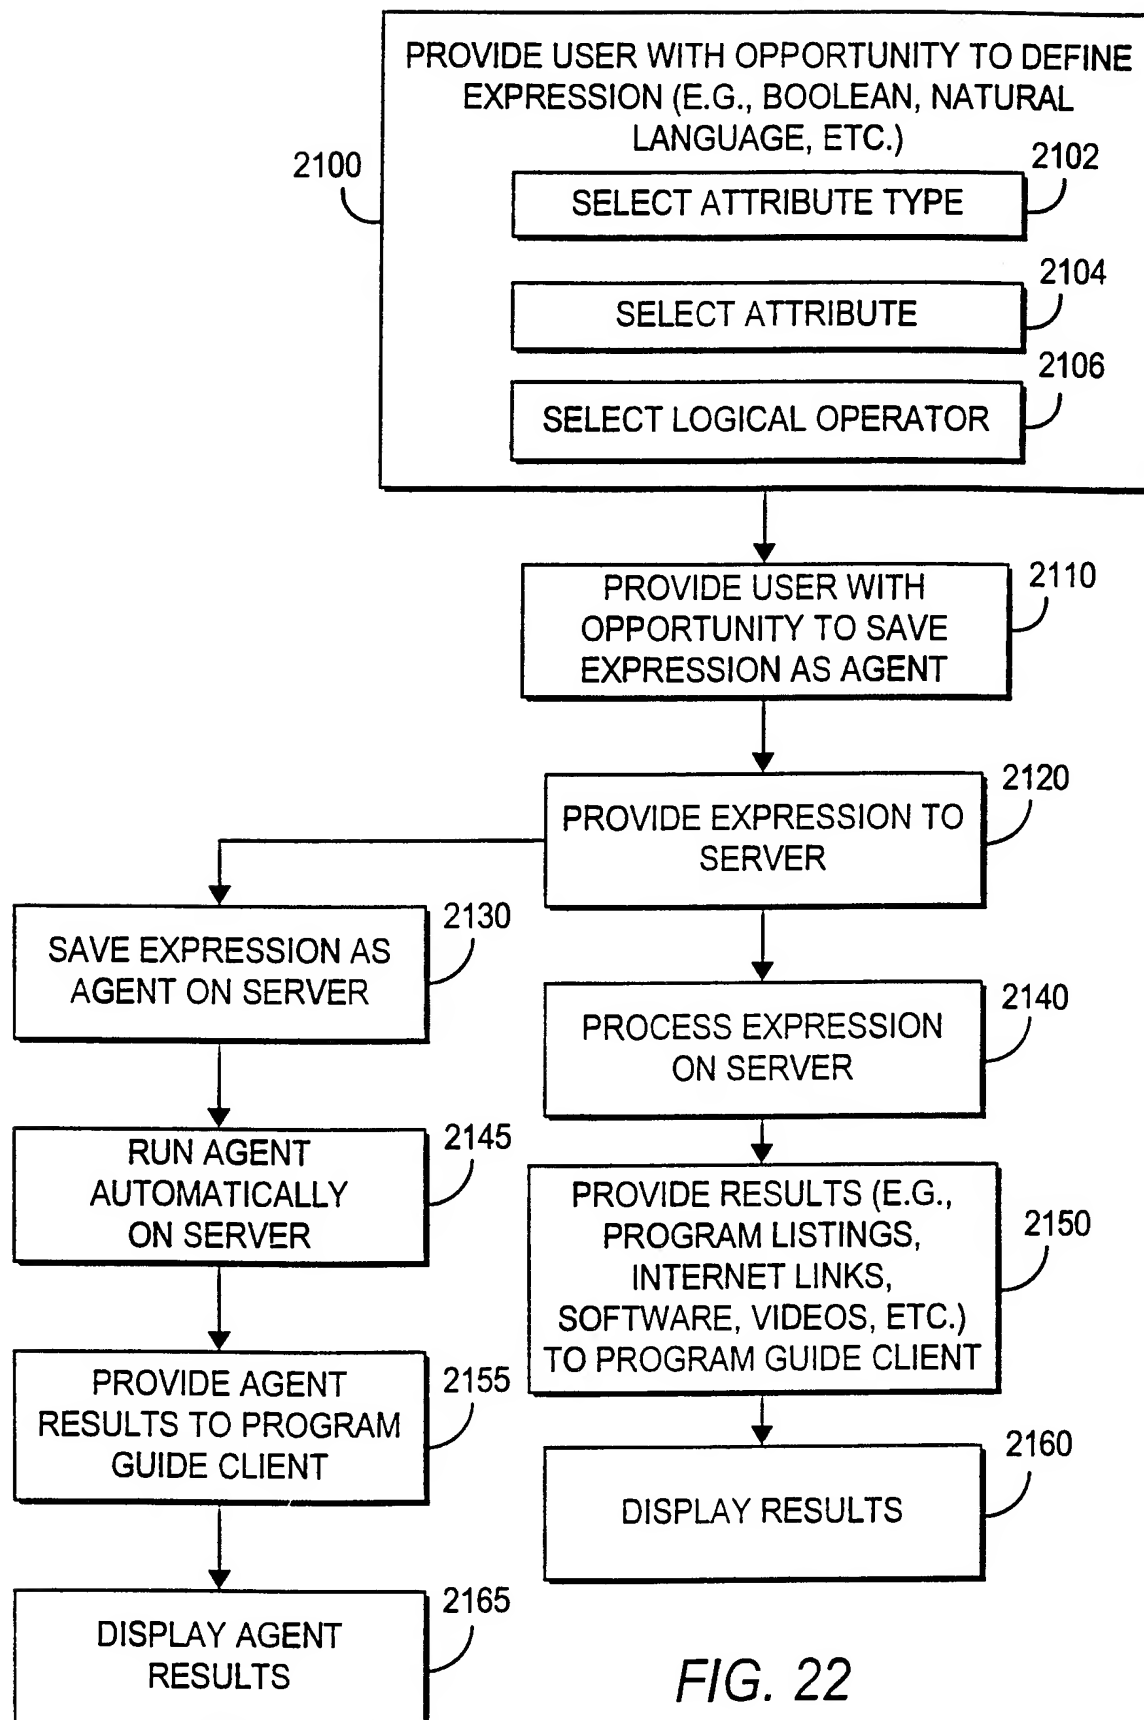 PROVIDE USER WITH OPPORTUNITY TO DEFINE
EXPRESSION (E.G., BOOLEAN, NATURAL
LANGUAGE, ETC.)
2100
2102
SELECT ATTRIBUTE TYPE
2104
SELECT ATTRIBUTE
2106
SELECT LOGICAL OPERATOR
PROVIDE USER WITH
OPPORTUNITY TO SAVE
EXPRESSION AS AGENT
2110
PROVIDE EXPRESSION TO
SERVER
2120
SAVE EXPRESSION AS
AGENT ON SERVER
2130
PROCESS EXPRESSION
ON SERVER
2140
RUN AGENT
AUTOMATICALLY
ON SERVER
2145
PROVIDE RESULTS (E.G.,
PROGRAM LISTINGS,
INTERNET LINKS,
SOFTWARE, VIDEOS, ETC.)
TO PROGRAM GUIDE CLIENT
2150
PROVIDE AGENT
RESULTS TO PROGRAM
GUIDE CLIENT
2155
DISPLAY RESULTS
2160
DISPLAY AGENT
RESULTS
2165
FIG. 22